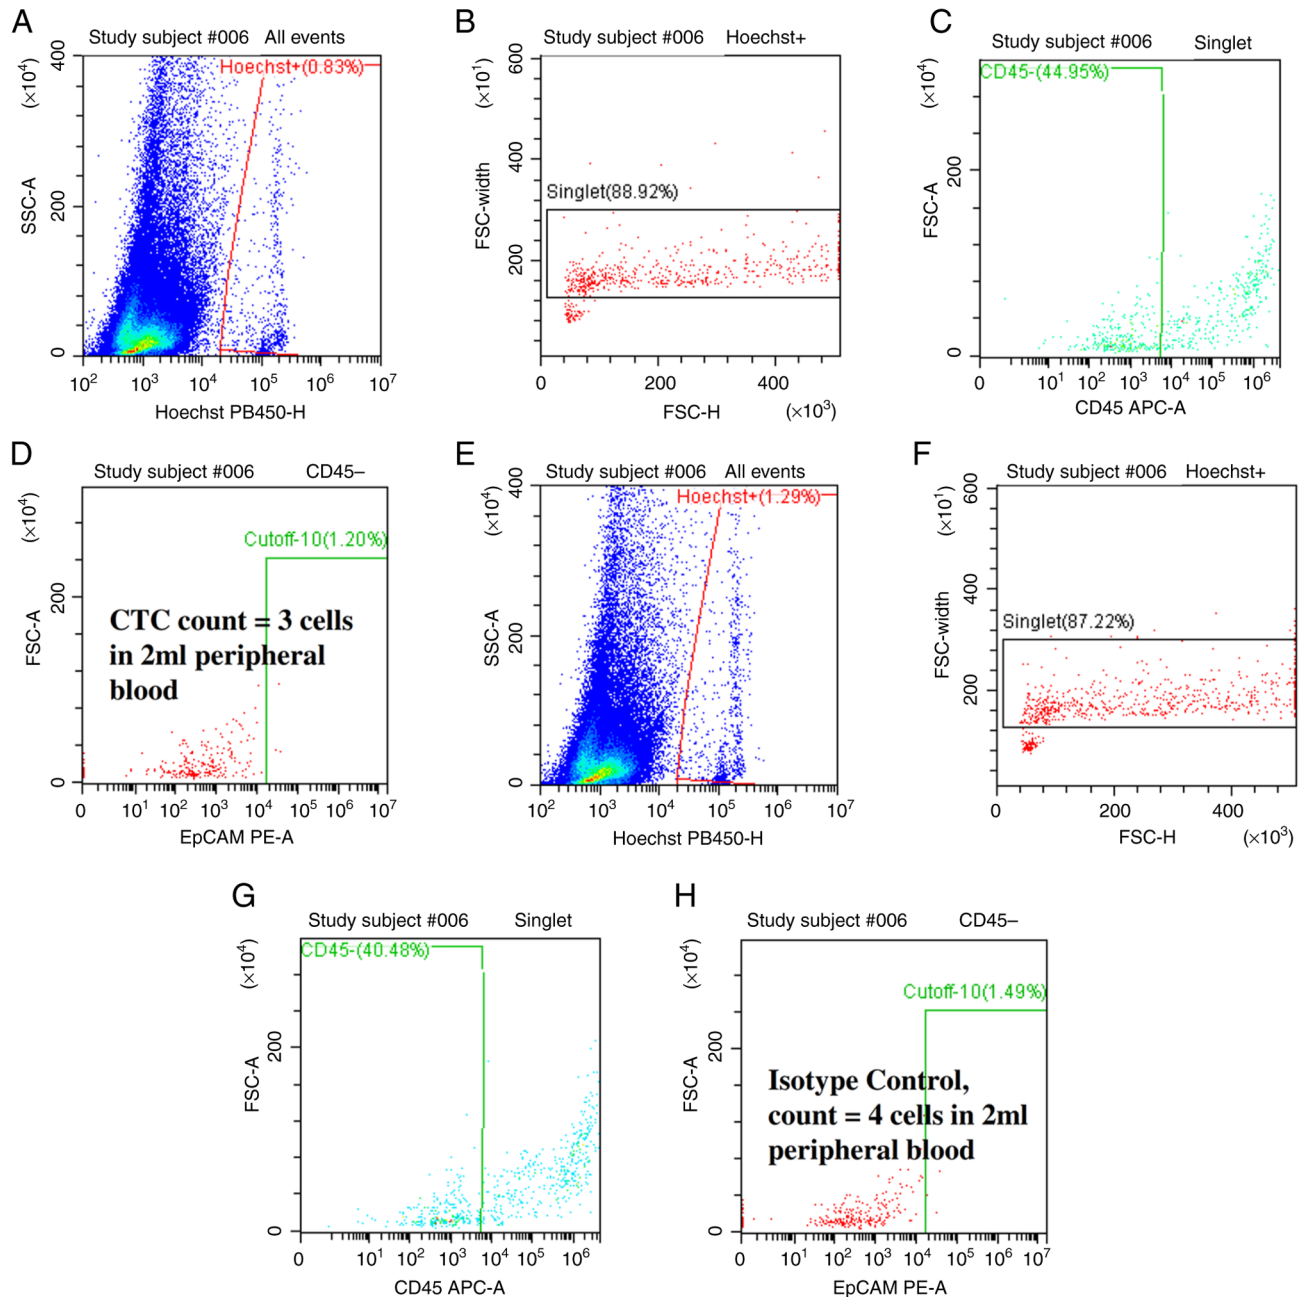 A
Study subject #006 All events
Hoechst+(0.83%)
SSC-A (×10⁴)
400
200
0
10² 10³ 10⁴ 10⁵ 10⁶ 10⁷
Hoechst PB450-H
B
Study subject #006 Hoechst+
Singlet(88.92%)
FSC-width (×10¹)
600
400
200
0 200 400
FSC-H (×10³)
C
Study subject #006 Singlet
CD45-(44.95%)
FSC-A (×10⁴)
200
0
0 10¹ 10² 10³ 10⁴ 10⁵ 10⁶
CD45 APC-A
D
Study subject #006 CD45–
Cutoff-10(1.20%)
CTC count = 3 cells
in 2ml peripheral
blood
FSC-A (×10⁴)
200
0
0 10¹ 10² 10³ 10⁴ 10⁵ 10⁶ 10⁷
EpCAM PE-A
E
Study subject #006 All events
Hoechst+(1.29%)
SSC-A (×10⁴)
400
200
0
10² 10³ 10⁴ 10⁵ 10⁶ 10⁷
Hoechst PB450-H
F
Study subject #006 Hoechst+
Singlet(87.22%)
FSC-width (×10¹)
600
400
200
0 200 400
FSC-H (×10³)
G
Study subject #006 Singlet
CD45-(40.48%)
FSC-A (×10⁴)
200
0
0 10¹ 10² 10³ 10⁴ 10⁵ 10⁶
CD45 APC-A
H
Study subject #006 CD45–
Cutoff-10(1.49%)
Isotype Control,
count = 4 cells in 2ml
peripheral blood
FSC-A (×10⁴)
200
0
0 10¹ 10² 10³ 10⁴ 10⁵ 10⁶ 10⁷
EpCAM PE-A